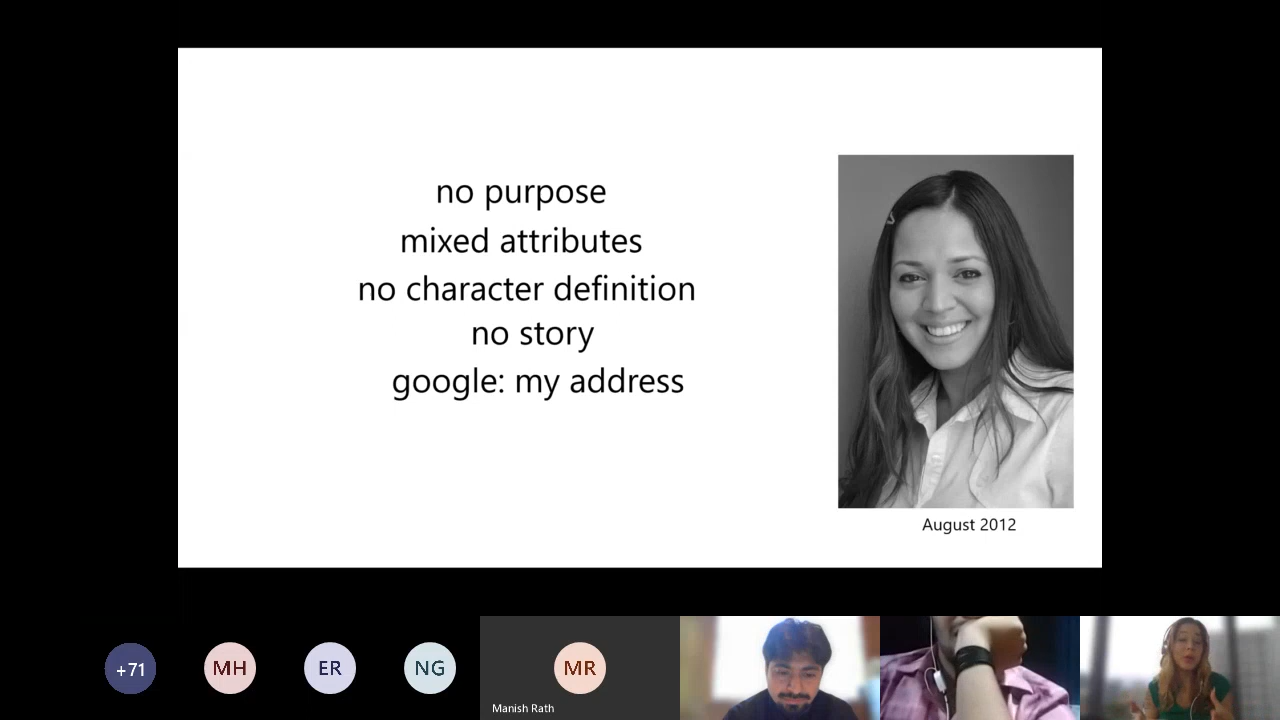 no purpose
mixed attributes
no character definition
no story
google: my address
August 2012
+71
MH
ER
NG
MR
Manish Rath